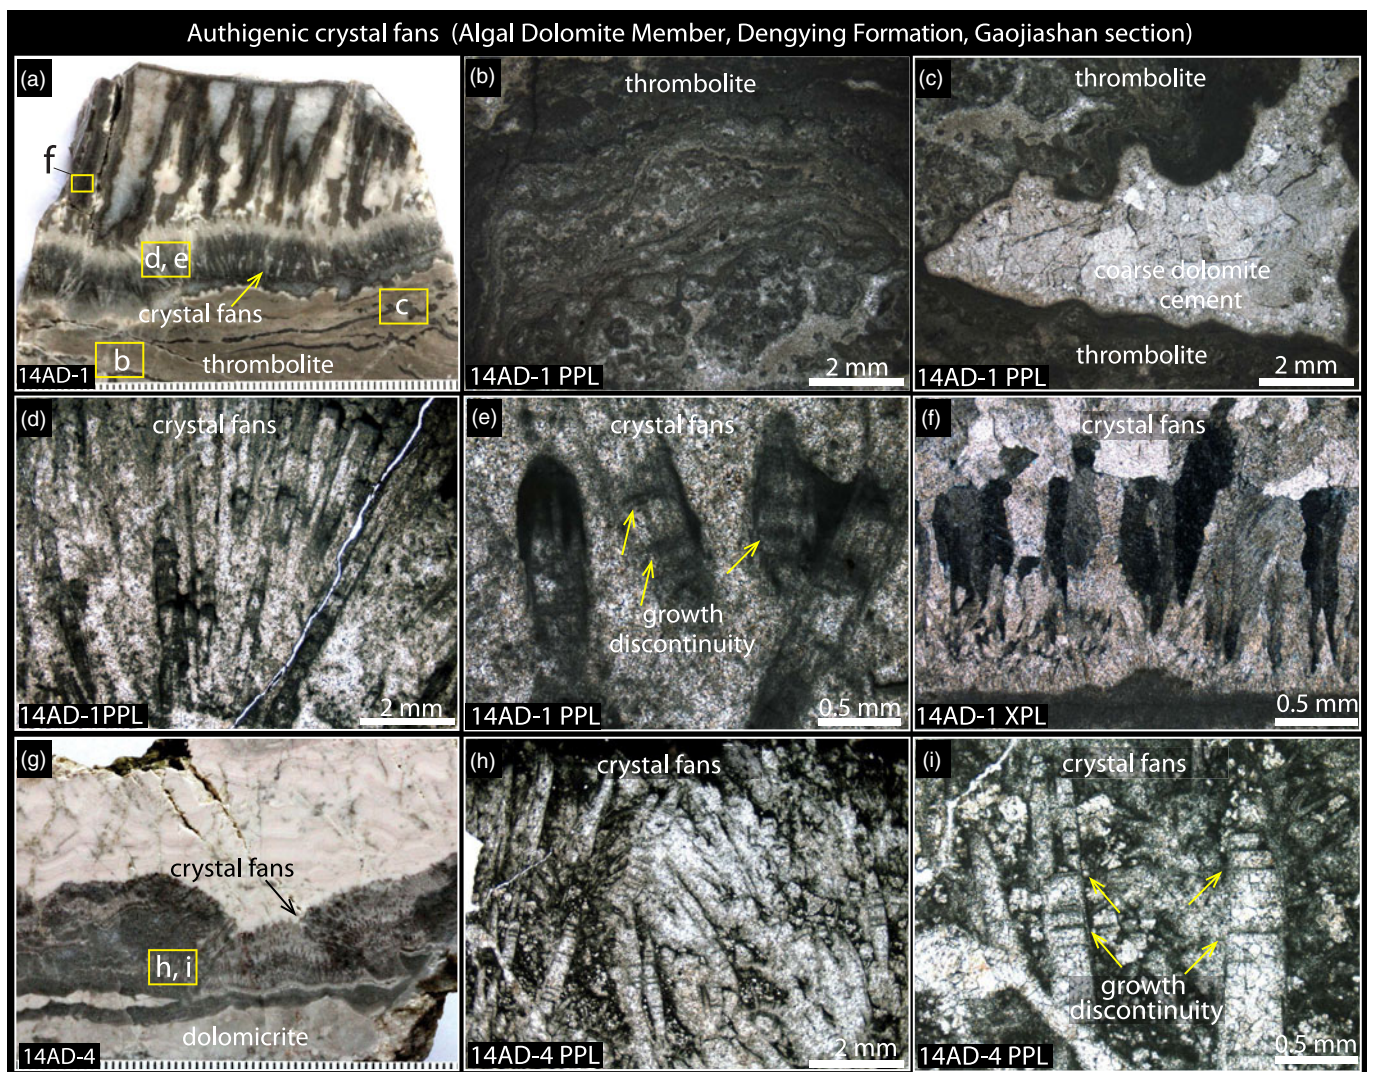 Authigenic crystal fans (Algal Dolomite Member, Dengying Formation, Gaojiashan section)
(a)
f
d, e
crystal fans
c
b
thrombolite
14AD-1
(b)
thrombolite
14AD-1 PPL
2 mm
(c)
thrombolite
coarse dolomite
cement
thrombolite
14AD-1 PPL
2 mm
(d)
crystal fans
14AD-1PPL
2 mm
(e)
crystal fans
growth
discontinuity
14AD-1 PPL
0.5 mm
(f)
crystal fans
14AD-1 XPL
0.5 mm
(g)
crystal fans
h, i
dolomicrite
14AD-4
(h)
crystal fans
14AD-4 PPL
2 mm
(i)
crystal fans
growth
discontinuity
14AD-4 PPL
0.5 mm